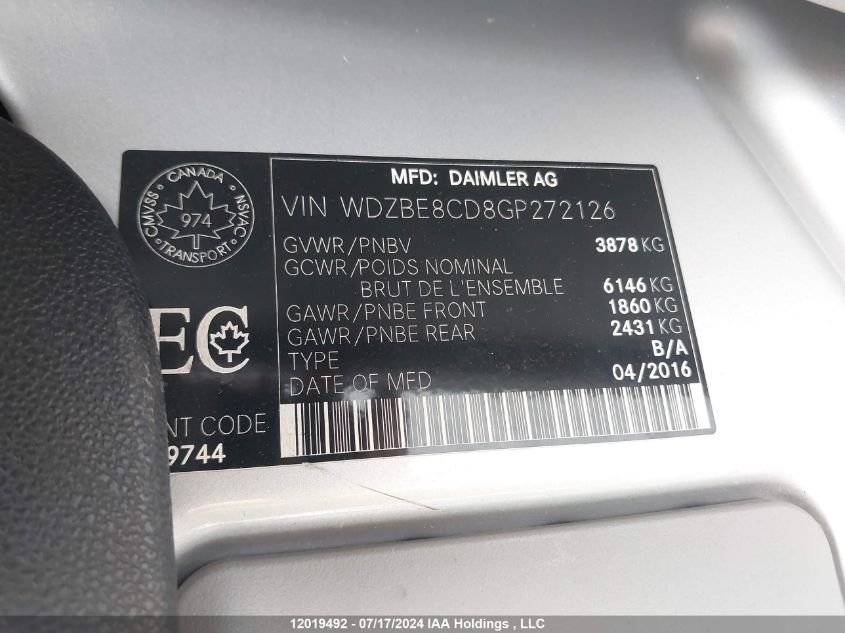 CANADA
CMVSS
974
NSVAC
TRANSPORT
EC
NT CODE
9744
MFD: DAIMLER AG
VIN WDZBE8CD8GP272126
GVWR/PNBV 3878 KG
GCWR/POIDS NOMINAL
BRUT DE L'ENSEMBLE 6146 KG
GAWR/PNBE FRONT 1860 KG
GAWR/PNBE REAR 2431 KG
TYPE B/A
DATE OF MFD 04/2016
12019492 - 07/17/2024 IAA Holdings , LLC